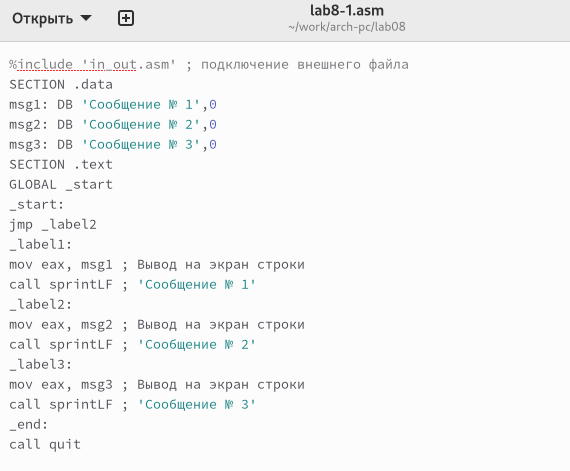 Открыть
lab8-1.asm
~/work/arch-pc/lab08
%include 'in_out.asm' ; подключение внешнего файла
SECTION .data
msg1: DB 'Сообщение № 1',0
msg2: DB 'Сообщение № 2',0
msg3: DB 'Сообщение № 3',0
SECTION .text
GLOBAL _start
_start:
jmp _label2
_label1:
mov eax, msg1 ; Вывод на экран строки
call sprintLF ; 'Сообщение № 1'
_label2:
mov eax, msg2 ; Вывод на экран строки
call sprintLF ; 'Сообщение № 2'
_label3:
mov eax, msg3 ; Вывод на экран строки
call sprintLF ; 'Сообщение № 3'
_end:
call quit